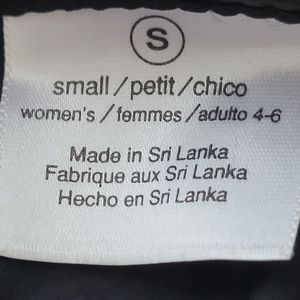 S
small/petit/chico
women's/femmes/adulto 4-6
Made in Sri Lanka
Fabrique aux Sri Lanka
Hecho en Sri Lanka